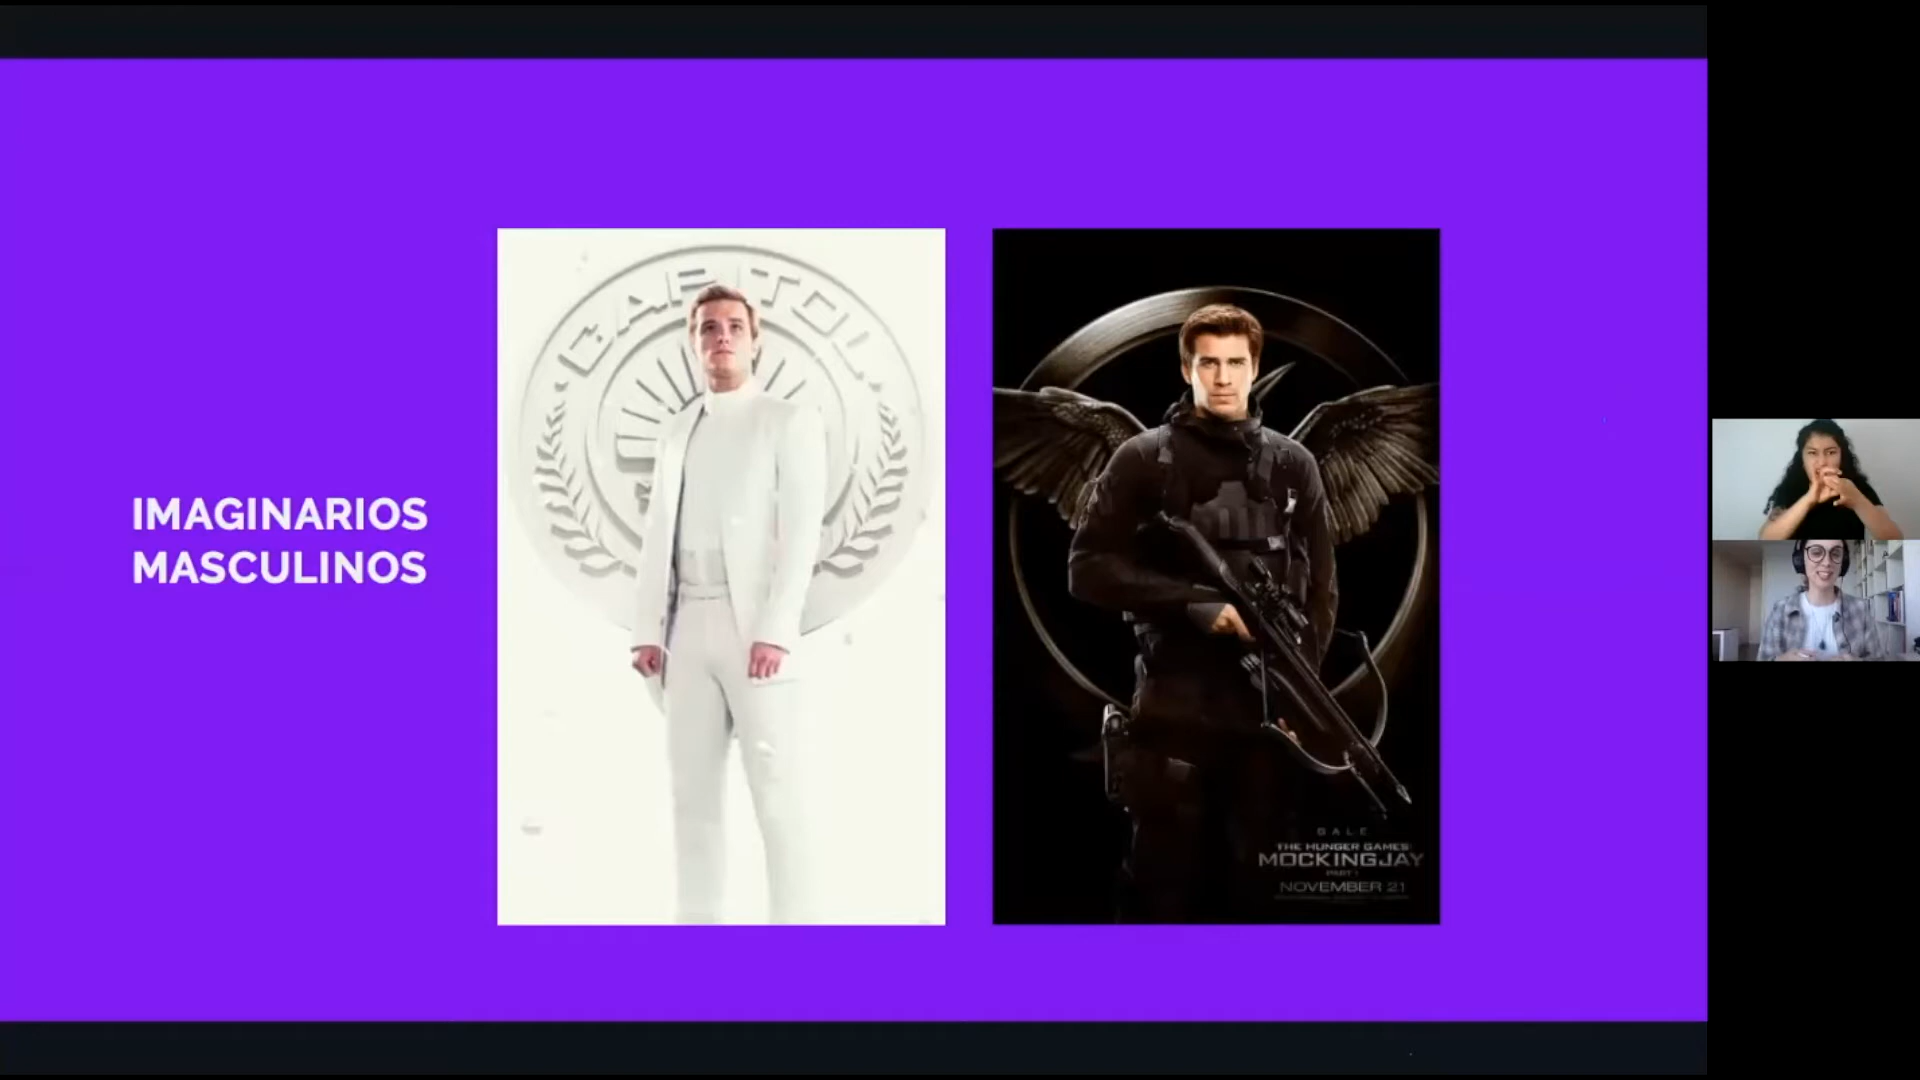 IMAGINARIOS
MASCULINOS
CAPITOL
GALE
THE HUNGER GAMES
MOCKINGJAY
PART 1
NOVEMBER 21